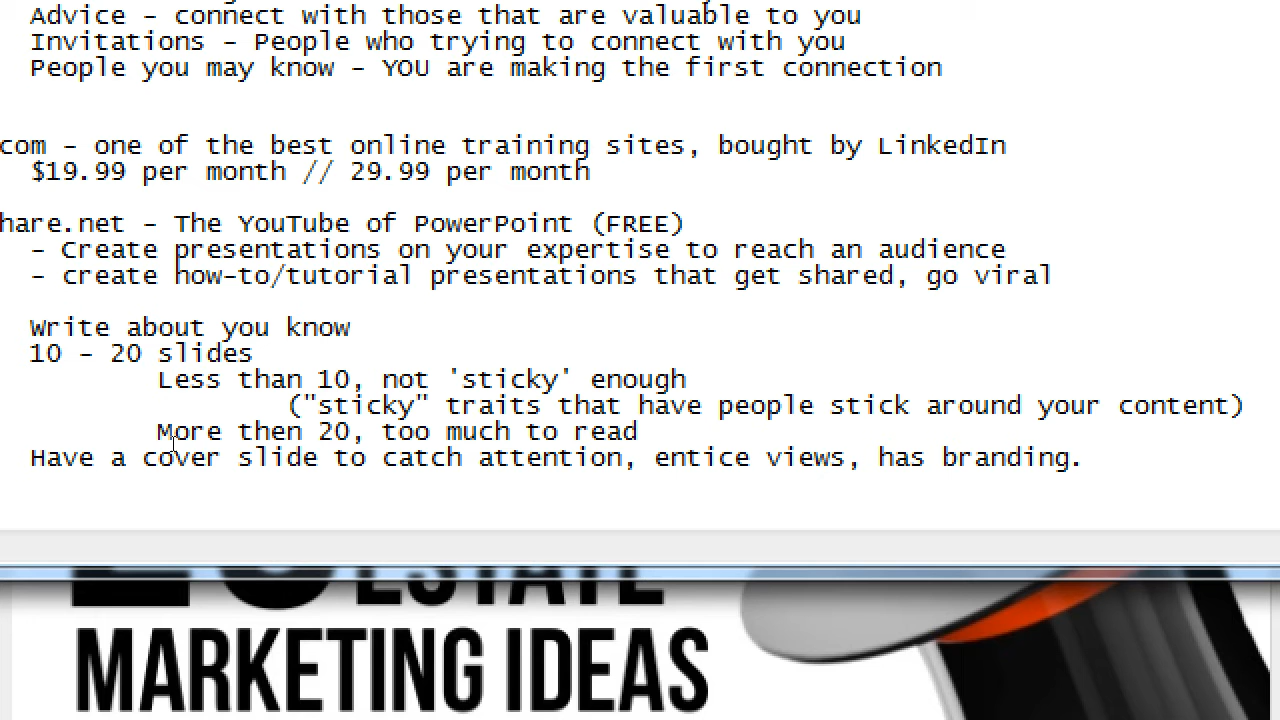 Advice – connect with those that are valuable to you
Invitations – People who trying to connect with you
People you may know – YOU are making the first connection
com – one of the best online training sites, bought by LinkedIn
$19.99 per month // 29.99 per month
hare.net – The YouTube of PowerPoint (FREE)
– Create presentations on your expertise to reach an audience
– create how-to/tutorial presentations that get shared, go viral
Write about you know
10 – 20 slides
Less than 10, not 'sticky' enough
("sticky" traits that have people stick around your content)
More then 20, too much to read
Have a cover slide to catch attention, entice views, has branding.
ESTATE
MARKETING IDEAS